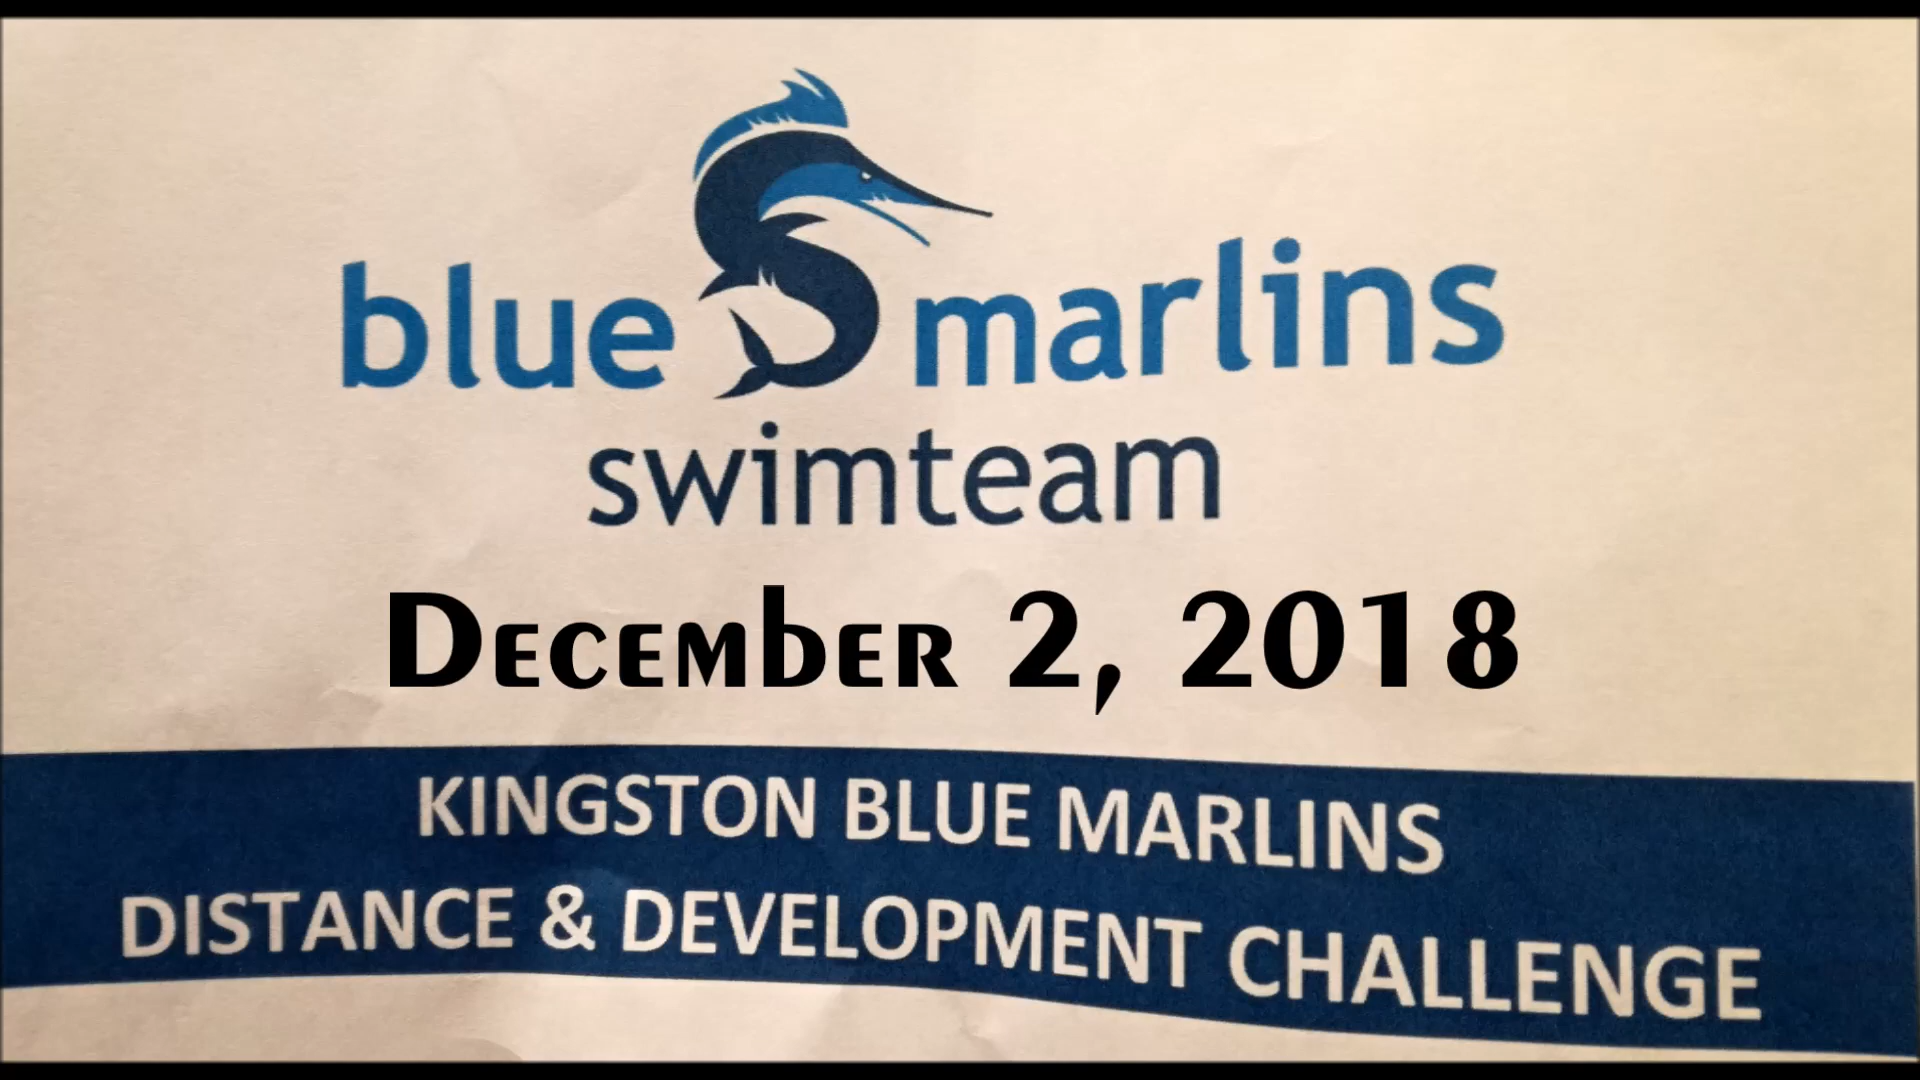 blue marlins
swimteam
December 2, 2018
KINGSTON BLUE MARLINS
DISTANCE & DEVELOPMENT CHALLENGE